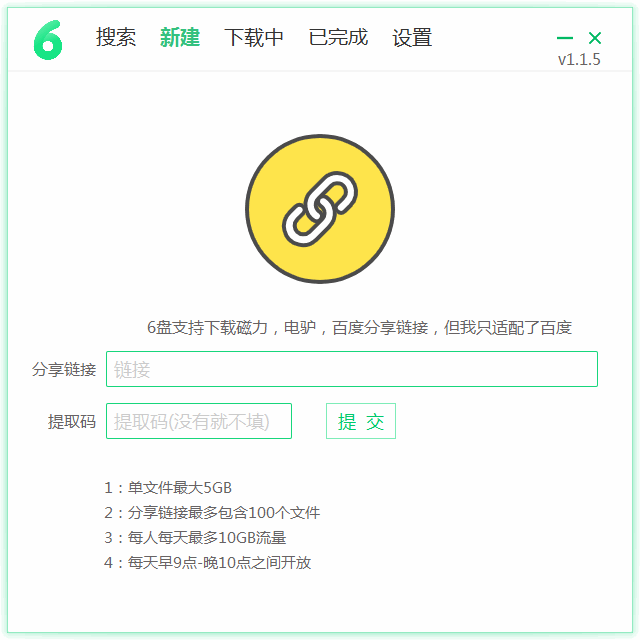 6 搜索 新建 下载中 已完成 设置
v1.1.5
6盘支持下载磁力，电驴，百度分享链接，但我只适配了百度
分享链接 链接
提取码 提取码(没有就不填) 提 交
1：单文件最大5GB
2：分享链接最多包含100个文件
3：每人每天最多10GB流量
4：每天早9点-晚10点之间开放